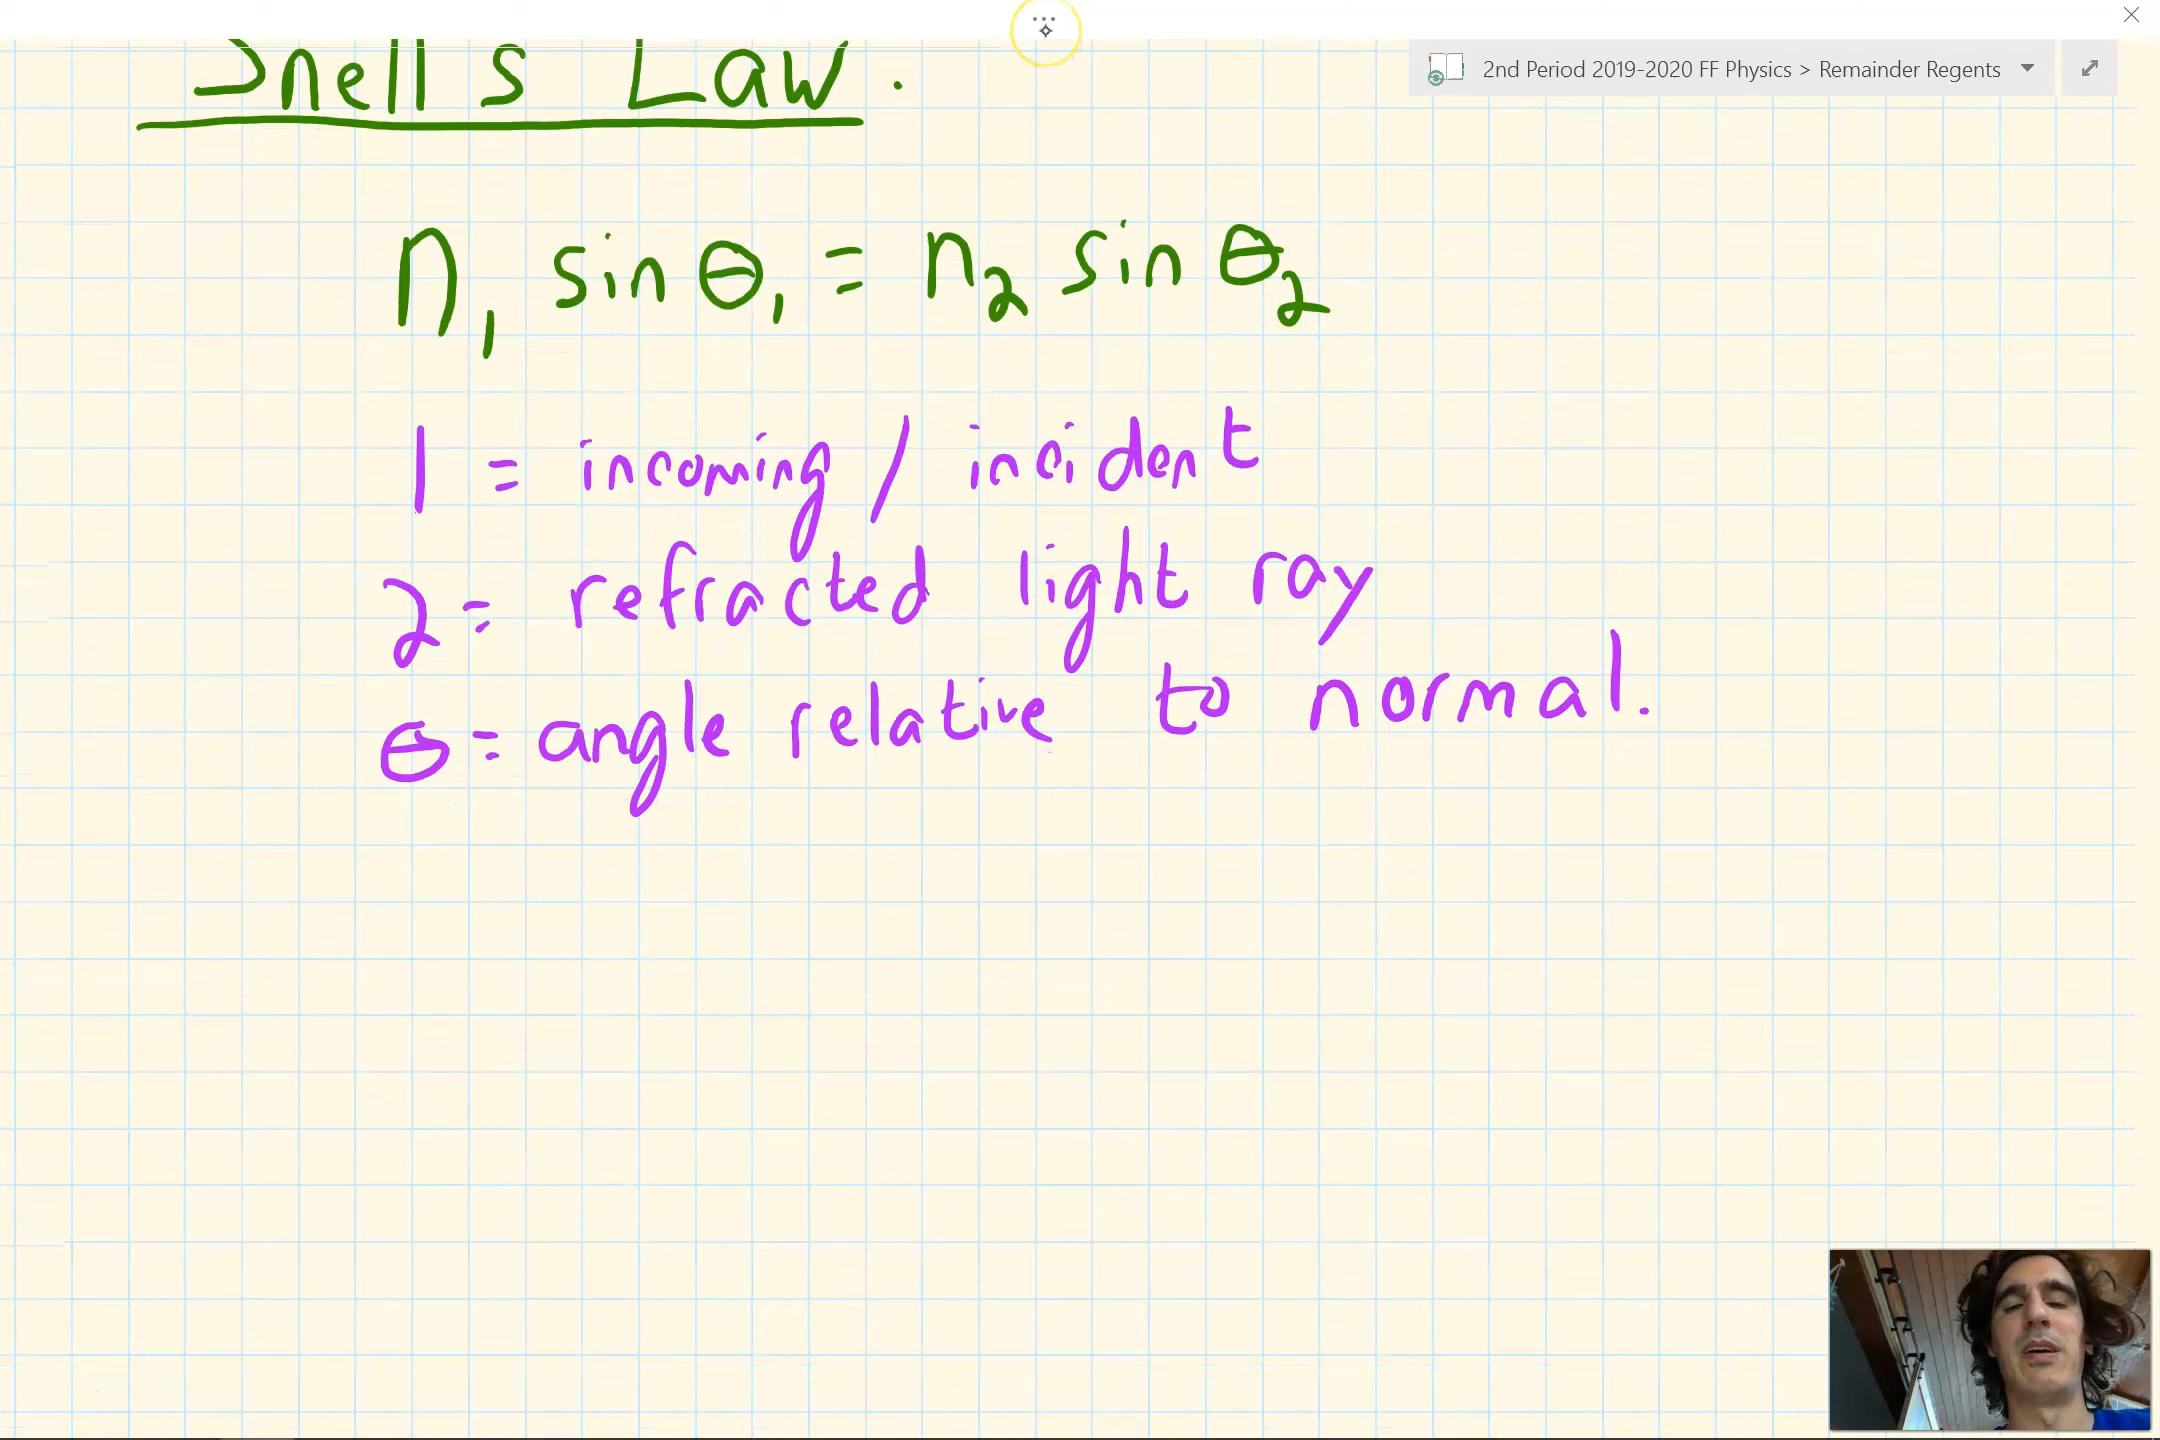 2nd Period 2019-2020 FF Physics > Remainder Regents
Snell's Law.
n₁ sin θ₁ = n₂ sin θ₂
1 = incoming / incident
2 = refracted light ray
θ = angle relative to normal.